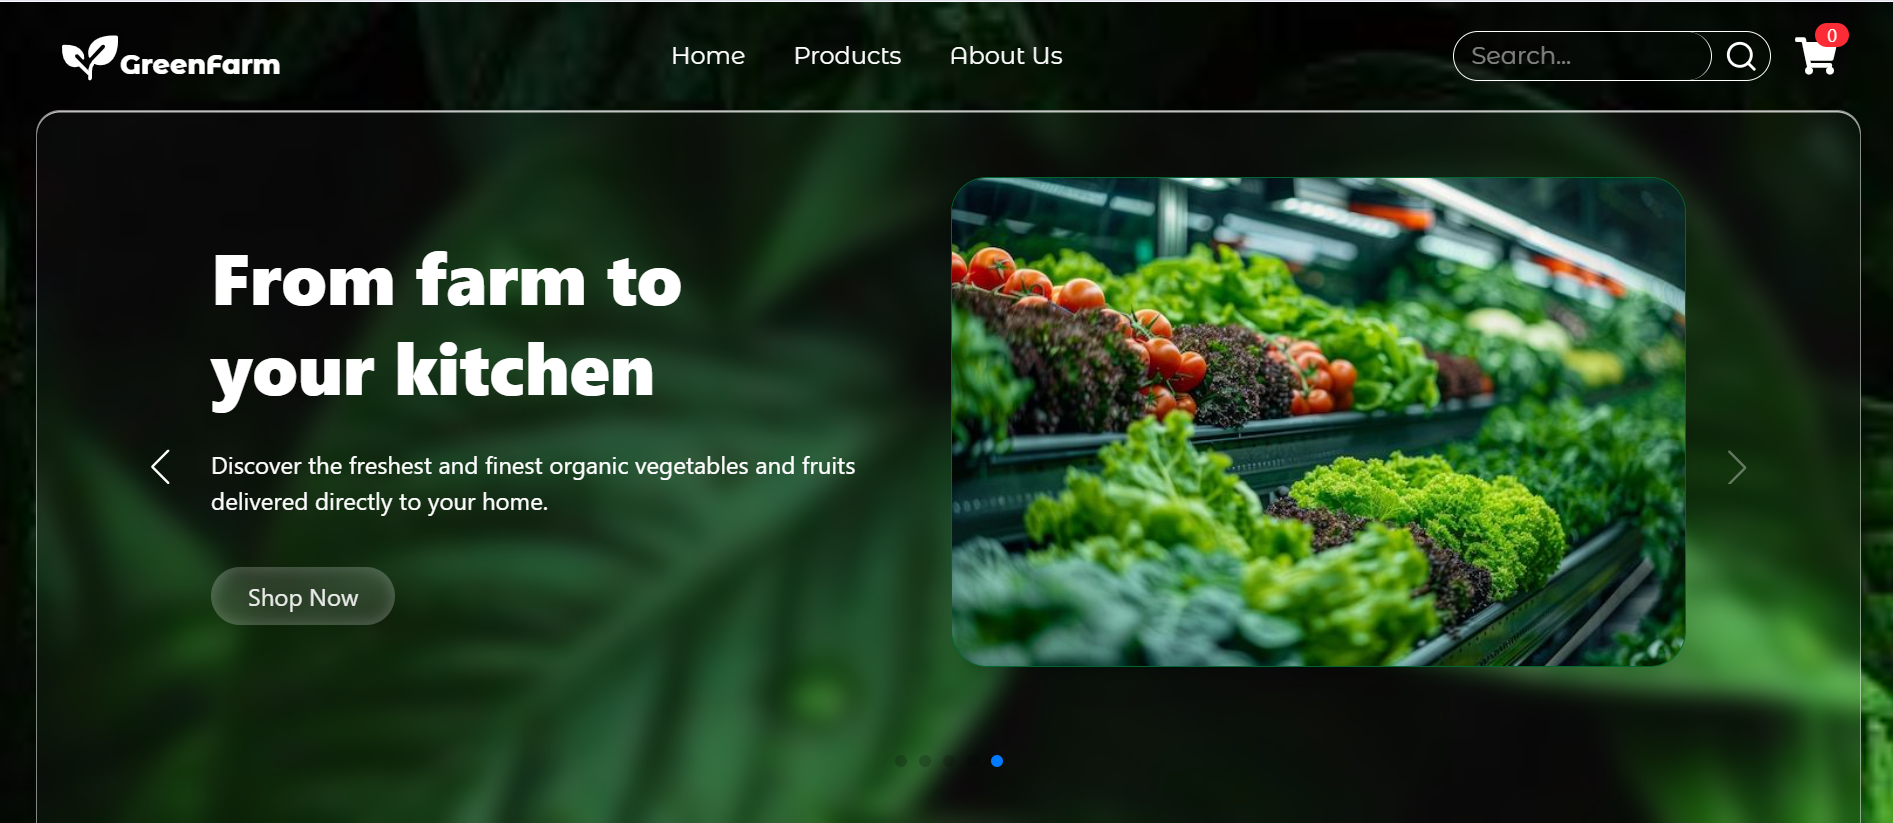 GreenFarm
Home
Products
About Us
Search...
0
From farm to
your kitchen
Discover the freshest and finest organic vegetables and fruits
delivered directly to your home.
Shop Now